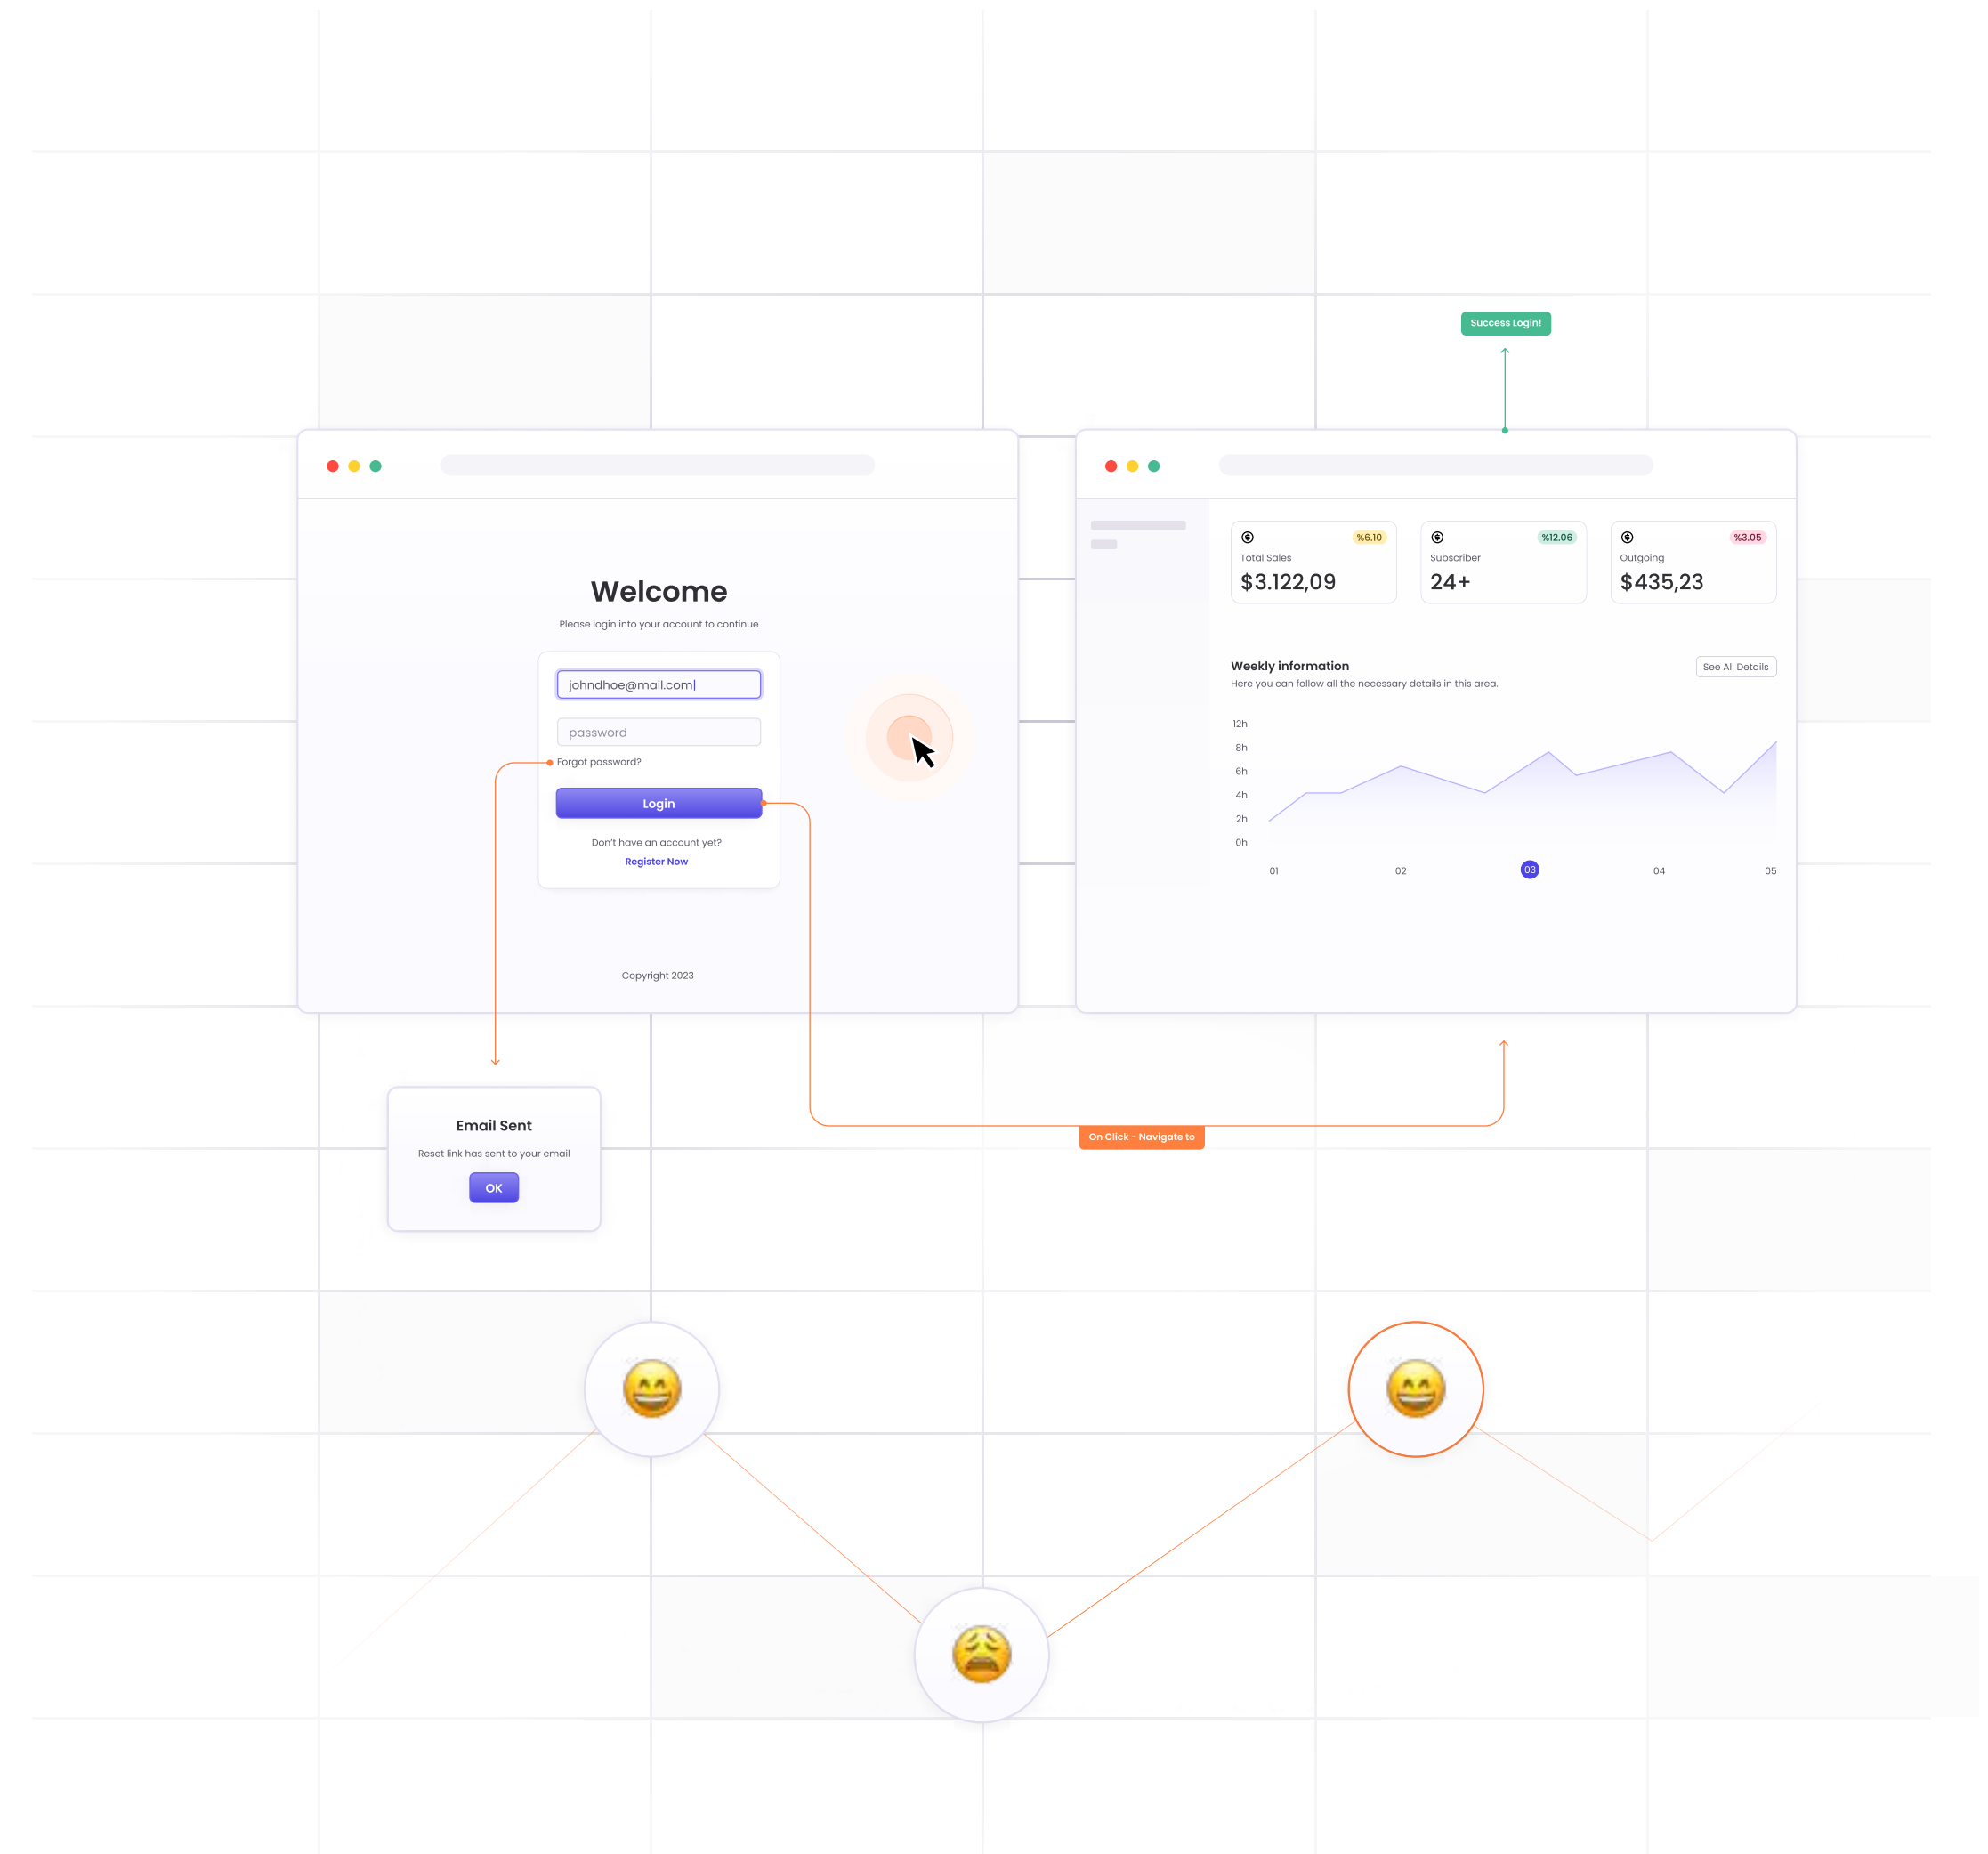 Success Login!
Welcome
Please login into your account to continue
johndhoe@mail.com
password
Forgot password?
Login
Don't have an account yet?
Register Now
Copyright 2023
%6.10
Total Sales
$3.122,09
%12.06
Subscriber
24+
%3.05
Outgoing
$435,23
Weekly information
See All Details
Here you can follow all the necessary details in this area.
12h
8h
6h
4h
2h
0h
01 02 03 04 05
On Click - Navigate to
Email Sent
Reset link has sent to your email
OK